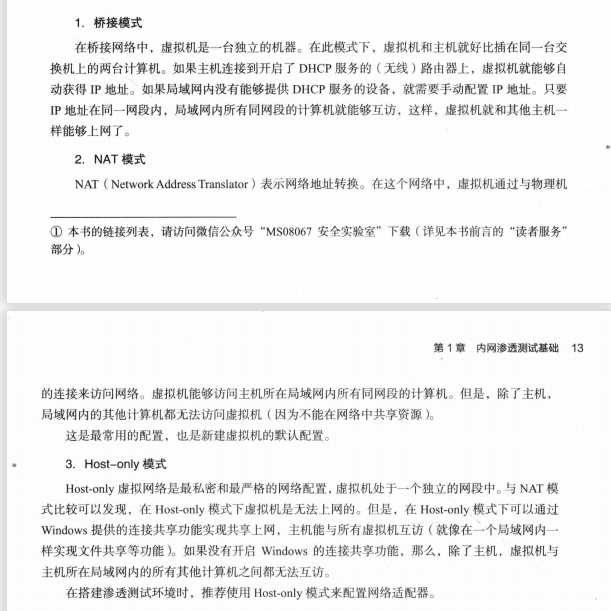 1. 桥接模式
在桥接网络中，虚拟机是一台独立的机器。在此模式下，虚拟机和主机就好比插在同一台交
换机上的两台计算机。如果主机连接到开启了 DHCP 服务的（无线）路由器上，虚拟机就能够自
动获得 IP 地址。如果局域网内没有能够提供 DHCP 服务的设备，就需要手动配置 IP 地址。只要
IP 地址在同一网段内，局域网内所有同网段的计算机就能够互访，这样，虚拟机就和其他主机一
样能够上网了。
2. NAT 模式
NAT（Network Address Translator）表示网络地址转换。在这个网络中，虚拟机通过与物理机
① 本书的链接列表，请访问微信公众号“MS08067 安全实验室”下载（详见本书前言的“读者服务”
部分）。
第 1 章 内网渗透测试基础 13
的连接来访问网络。虚拟机能够访问主机所在局域网内所有同网段的计算机。但是，除了主机，
局域网内的其他计算机都无法访问虚拟机（因为不能在网络中共享资源）。
这是最常用的配置，也是新建虚拟机的默认配置。
3. Host-only 模式
Host-only 虚拟网络是最私密和最严格的网络配置，虚拟机处于一个独立的网段中。与 NAT 模
式比较可以发现，在 Host-only 模式下虚拟机是无法上网的。但是，在 Host-only 模式下可以通过
Windows 提供的连接共享功能实现共享上网，主机能与所有虚拟机互访（就像在一个局域网内一
样实现文件共享等功能）。如果没有开启 Windows 的连接共享功能，那么，除了主机，虚拟机与
主机所在局域网内的所有其他计算机之间都无法互访。
在搭建渗透测试环境时，推荐使用 Host-only 模式来配置网络适配器。